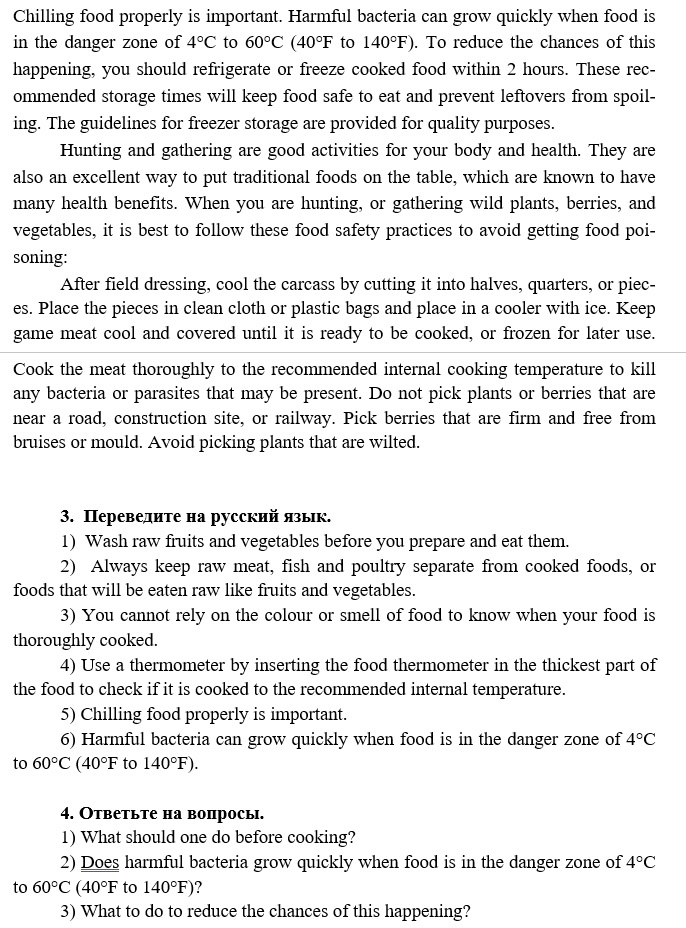 Chilling food properly is important. Harmful bacteria can grow quickly when food is
in the danger zone of 4°C to 60°C (40°F to 140°F). To reduce the chances of this
happening, you should refrigerate or freeze cooked food within 2 hours. These rec-
ommended storage times will keep food safe to eat and prevent leftovers from spoil-
ing. The guidelines for freezer storage are provided for quality purposes.
Hunting and gathering are good activities for your body and health. They are
also an excellent way to put traditional foods on the table, which are known to have
many health benefits. When you are hunting, or gathering wild plants, berries, and
vegetables, it is best to follow these food safety practices to avoid getting food poi-
soning:
After field dressing, cool the carcass by cutting it into halves, quarters, or piec-
es. Place the pieces in clean cloth or plastic bags and place in a cooler with ice. Keep
game meat cool and covered until it is ready to be cooked, or frozen for later use.
Cook the meat thoroughly to the recommended internal cooking temperature to kill
any bacteria or parasites that may be present. Do not pick plants or berries that are
near a road, construction site, or railway. Pick berries that are firm and free from
bruises or mould. Avoid picking plants that are wilted.
3. Переведите на русский язык.
1) Wash raw fruits and vegetables before you prepare and eat them.
2) Always keep raw meat, fish and poultry separate from cooked foods, or
foods that will be eaten raw like fruits and vegetables.
3) You cannot rely on the colour or smell of food to know when your food is
thoroughly cooked.
4) Use a thermometer by inserting the food thermometer in the thickest part of
the food to check if it is cooked to the recommended internal temperature.
5) Chilling food properly is important.
6) Harmful bacteria can grow quickly when food is in the danger zone of 4°C
to 60°C (40°F to 140°F).
4. Ответьте на вопросы.
1) What should one do before cooking?
2) Does harmful bacteria grow quickly when food is in the danger zone of 4°C
to 60°C (40°F to 140°F)?
3) What to do to reduce the chances of this happening?